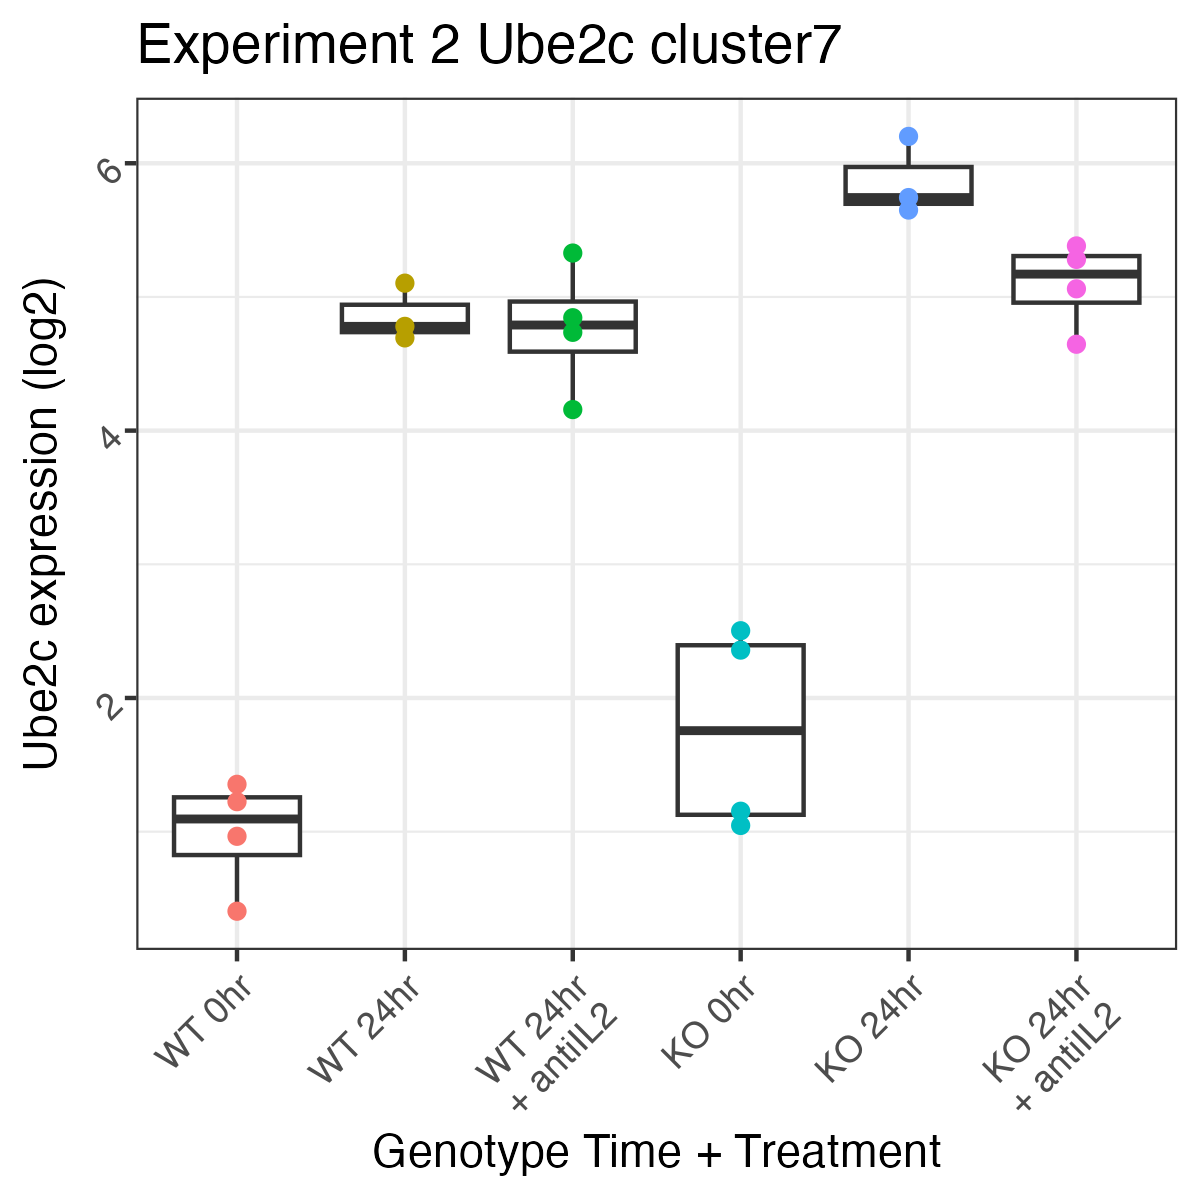 Experiment 2 Ube2c cluster7
Ube2c expression (log2)
6
4
2
WT 0hr
WT 24hr
WT 24hr
+ antiIL2
KO 0hr
KO 24hr
KO 24hr
+ antiIL2
Genotype Time + Treatment